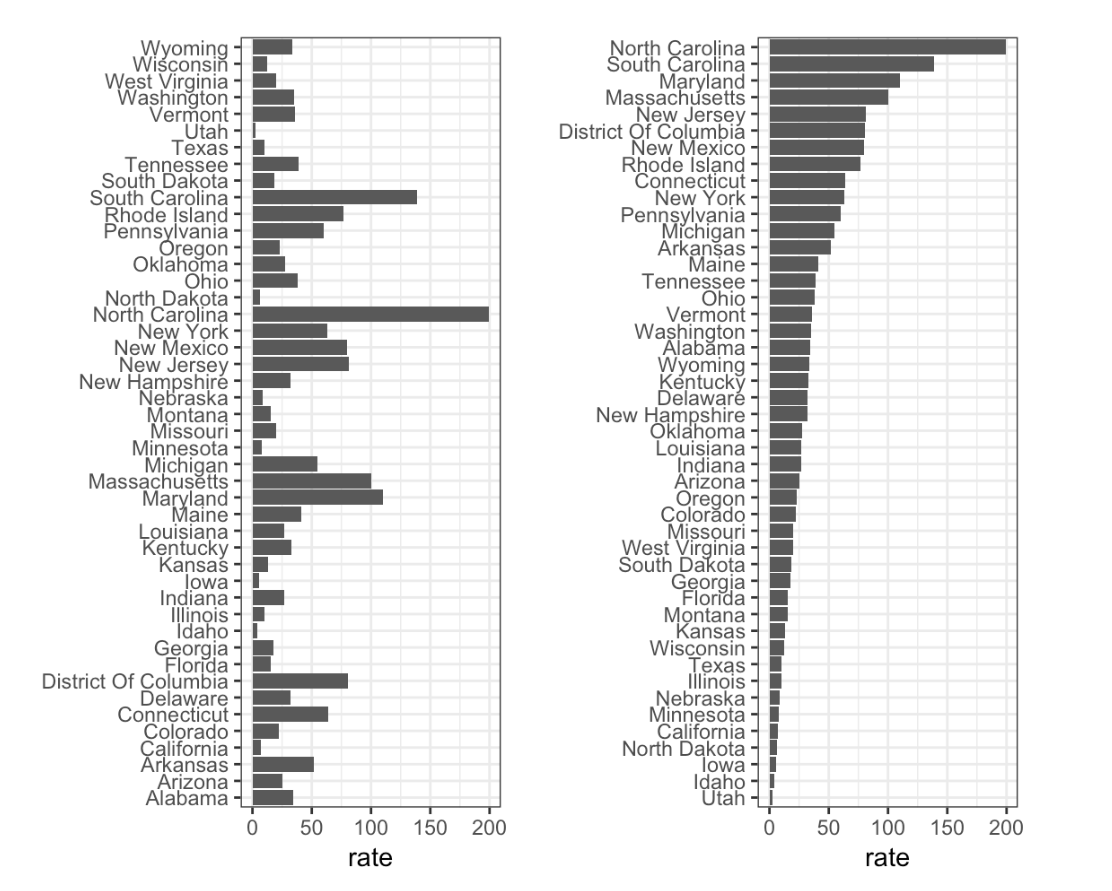 Wyoming
Wisconsin
West Virginia
Washington
Vermont
Utah
Texas
Tennessee
South Dakota
South Carolina
Rhode Island
Pennsylvania
Oregon
Oklahoma
Ohio
North Dakota
North Carolina
New York
New Mexico
New Jersey
New Hampshire
Nebraska
Montana
Missouri
Minnesota
Michigan
Massachusetts
Maryland
Maine
Louisiana
Kentucky
Kansas
Iowa
Indiana
Illinois
Idaho
Georgia
Florida
District Of Columbia
Delaware
Connecticut
Colorado
California
Arkansas
Arizona
Alabama
0 50 100 150 200
rate
North Carolina
South Carolina
Maryland
Massachusetts
New Jersey
District Of Columbia
New Mexico
Rhode Island
Connecticut
New York
Pennsylvania
Michigan
Arkansas
Maine
Tennessee
Ohio
Vermont
Washington
Alabama
Wyoming
Kentucky
Delaware
New Hampshire
Oklahoma
Louisiana
Indiana
Arizona
Oregon
Colorado
Missouri
West Virginia
South Dakota
Georgia
Florida
Montana
Kansas
Wisconsin
Texas
Illinois
Nebraska
Minnesota
California
North Dakota
Iowa
Idaho
Utah
0 50 100 150 200
rate